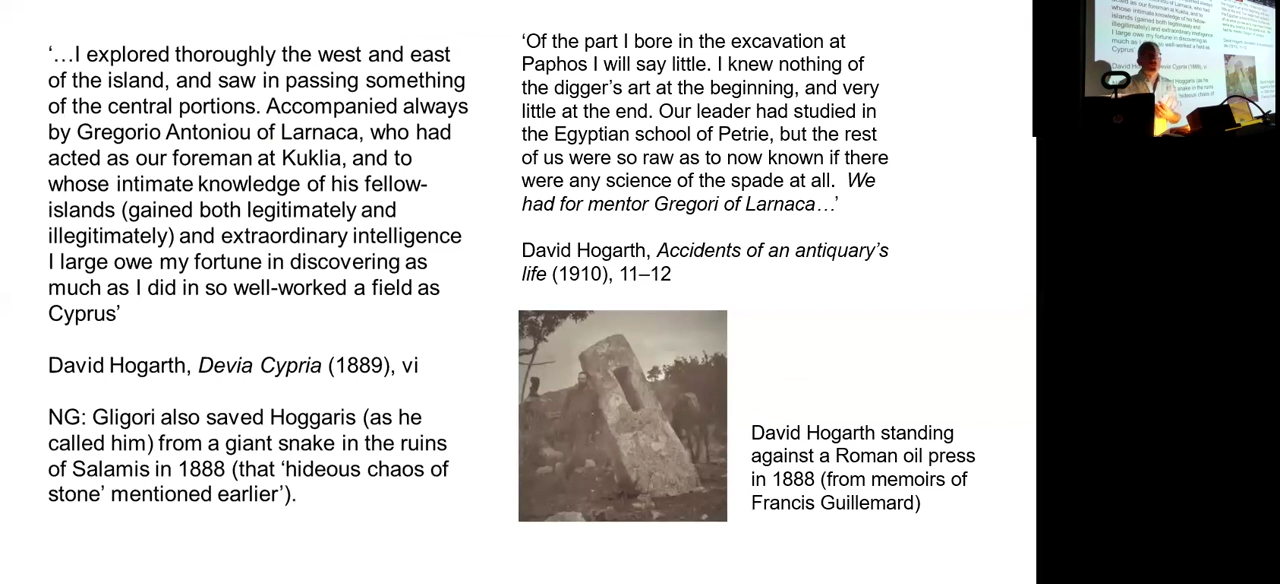 ‘…I explored thoroughly the west and east
of the island, and saw in passing something
of the central portions. Accompanied always
by Gregorio Antoniou of Larnaca, who had
acted as our foreman at Kuklia, and to
whose intimate knowledge of his fellow-
islands (gained both legitimately and
illegitimately) and extraordinary intelligence
I large owe my fortune in discovering as
much as I did in so well-worked a field as
Cyprus’
David Hogarth, Devia Cypria (1889), vi
NG: Gligori also saved Hoggaris (as he
called him) from a giant snake in the ruins
of Salamis in 1888 (that ‘hideous chaos of
stone’ mentioned earlier’).
‘Of the part I bore in the excavation at
Paphos I will say little. I knew nothing of
the digger’s art at the beginning, and very
little at the end. Our leader had studied in
the Egyptian school of Petrie, but the rest
of us were so raw as to now known if there
were any science of the spade at all. We
had for mentor Gregori of Larnaca…’
David Hogarth, Accidents of an antiquary’s
life (1910), 11–12
David Hogarth standing
against a Roman oil press
in 1888 (from memoirs of
Francis Guillemard)